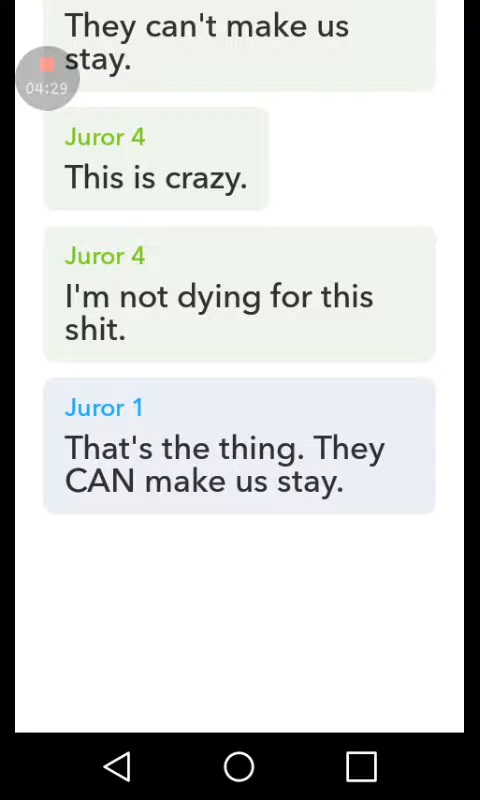 They can't make us
stay.
04:29
Juror 4
This is crazy.
Juror 4
I'm not dying for this
shit.
Juror 1
That's the thing. They
CAN make us stay.